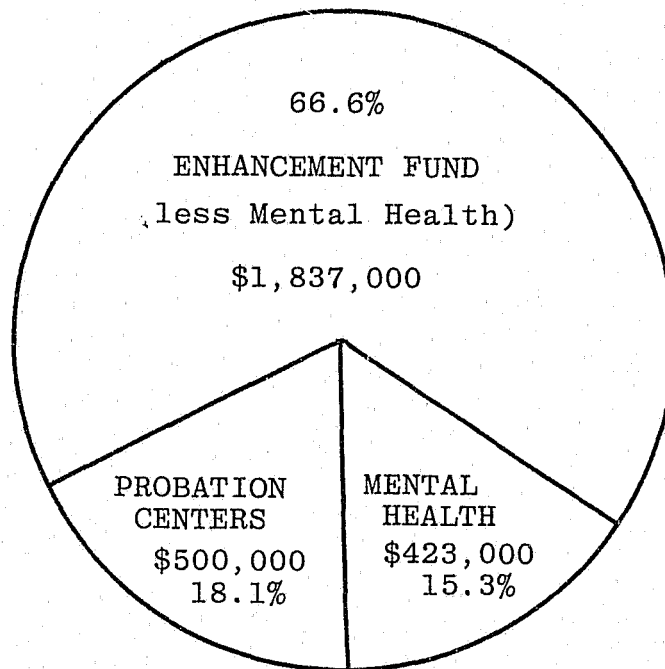 66.6%
ENHANCEMENT FUND
less Mental Health)
$1,837,000
PROBATION
CENTERS
$500,000
18.1%
MENTAL
HEALTH
$423,000
15.3%